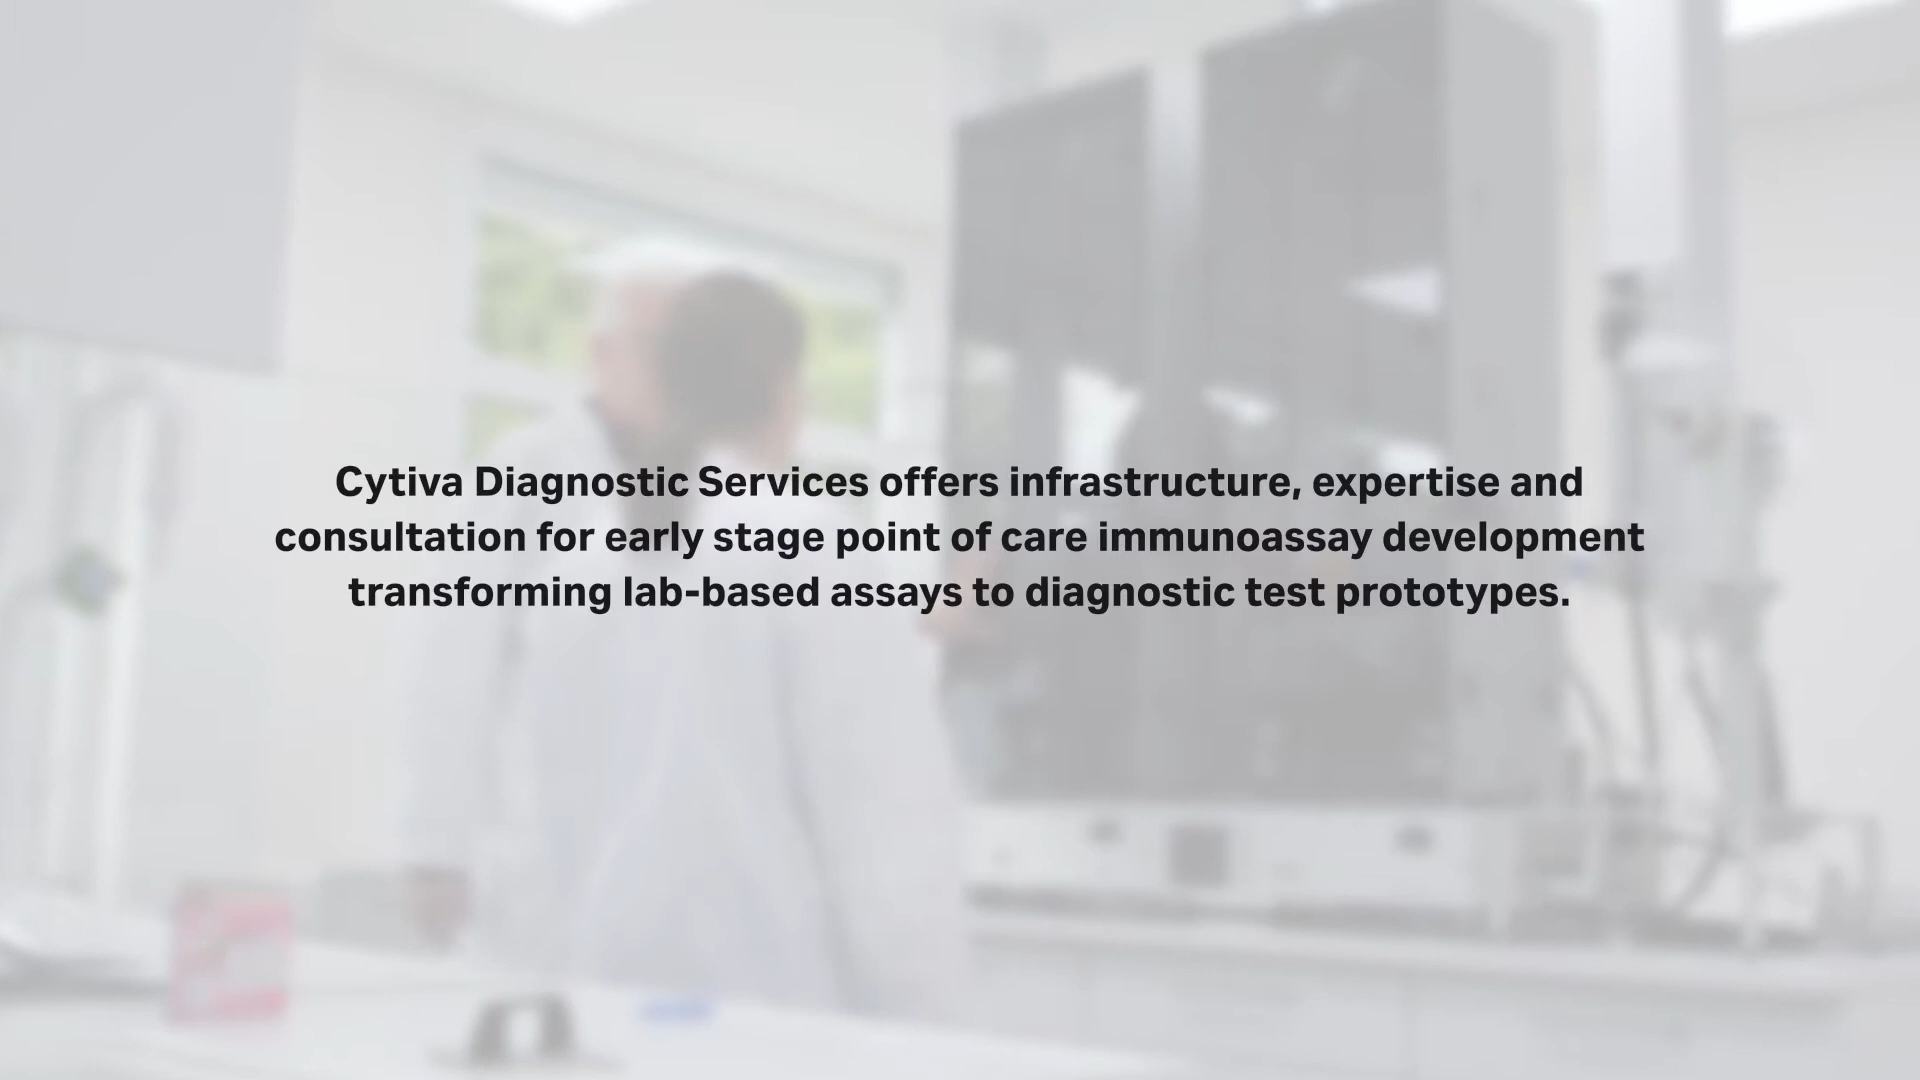 Cytiva Diagnostic Services offers infrastructure, expertise and
consultation for early stage point of care immunoassay development
transforming lab-based assays to diagnostic test prototypes.